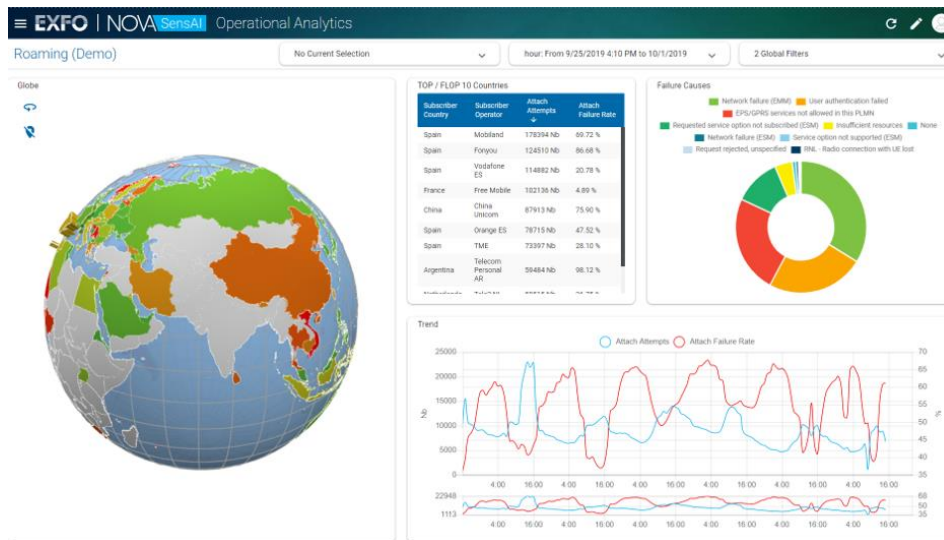 EXFO | NOVA SensAI Operational Analytics
Roaming (Demo)
No Current Selection
hour: From 9/25/2019 4:10 PM to 10/1/2019
2 Global Filters
Globe
TOP / FLOP 10 Countries
Subscriber Country Subscriber Operator Attach Attempts Attach Failure Rate
Spain Mobiland 178394 Nb 69.72 %
Spain Fonyou 124510 Nb 86.68 %
Spain Vodafone ES 114882 Nb 20.78 %
France Free Mobile 102136 Nb 4.89 %
China China Unicom 87913 Nb 75.90 %
Spain Orange ES 78715 Nb 47.52 %
Spain TME 73397 Nb 28.10 %
Argentina Telecom Personal AR 59484 Nb 98.12 %
Failure Causes
Network failure (EMM) User authentication failed
EPS/GPRS services not allowed in this PLMN
Requested service option not subscribed (ESM) Insufficient resources None
Network failure (ESM) Service option not supported (ESM)
Request rejected, unspecified RNL - Radio connection with UE lost
Trend
Attach Attempts Attach Failure Rate
25000 70
20000 65
60
15000 55
Nb %
10000 50
45
5000 40
0 35
4:00 16:00 4:00 16:00 4:00 16:00 4:00 16:00 4:00 16:00 4:00 16:00
22948 68
50
1113 35
4:00 16:00 4:00 16:00 4:00 16:00 4:00 16:00 4:00 16:00 4:00 16:00